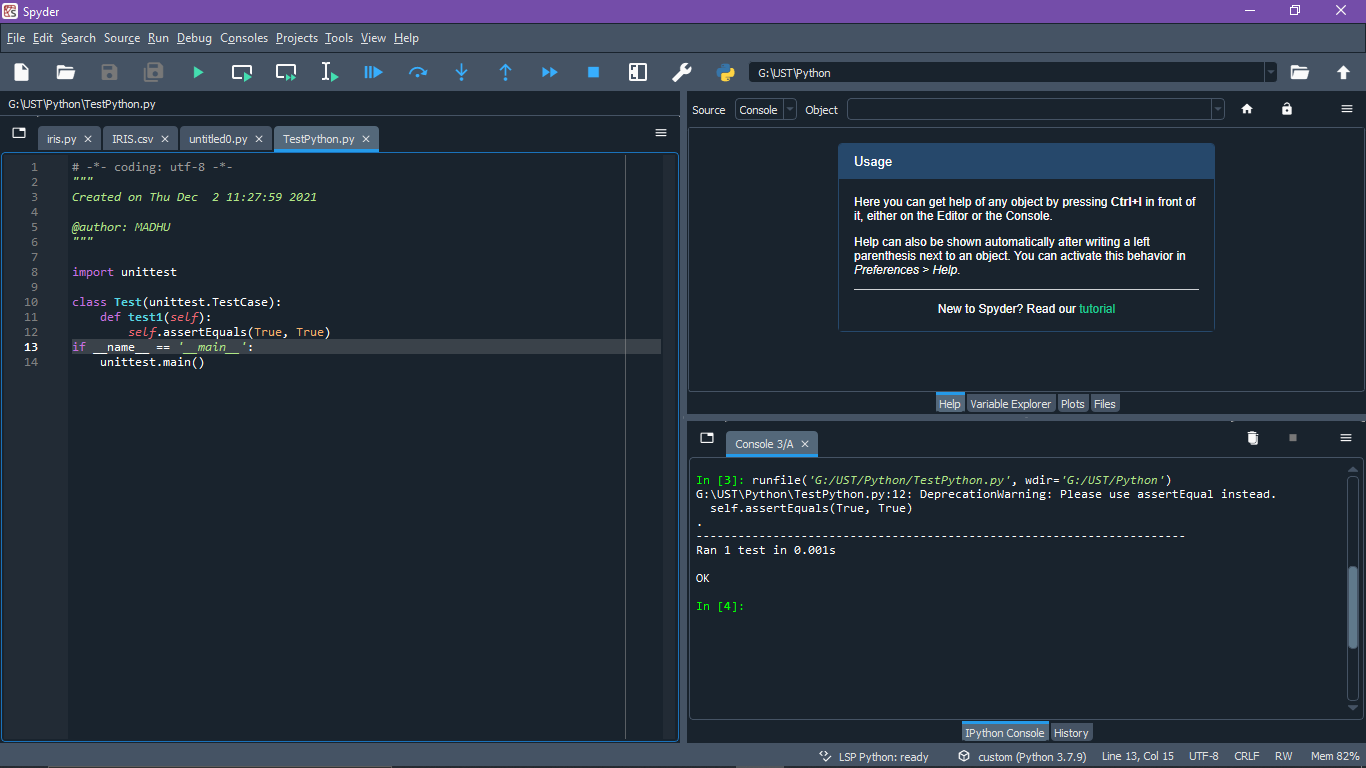 Spyder
File Edit Search Source Run Debug Consoles Projects Tools View Help
G:\UST\Python
G:\UST\Python\TestPython.py
iris.py
IRIS.csv
untitled0.py
TestPython.py
1 # -*- coding: utf-8 -*-
2 """
3 Created on Thu Dec  2 11:27:59 2021
4
5 @author: MADHU
6 """
7
8 import unittest
9
10 class Test(unittest.TestCase):
11     def test1(self):
12         self.assertEquals(True, True)
13 if __name__ == '__main__':
14     unittest.main()
Source Console Object
Usage
Here you can get help of any object by pressing Ctrl+I in front of
it, either on the Editor or the Console.
Help can also be shown automatically after writing a left
parenthesis next to an object. You can activate this behavior in
Preferences > Help.
New to Spyder? Read our tutorial
Help Variable Explorer Plots Files
Console 3/A
In [3]: runfile('G:/UST/Python/TestPython.py', wdir='G:/UST/Python')
G:\UST\Python\TestPython.py:12: DeprecationWarning: Please use assertEqual instead.
  self.assertEquals(True, True)
.
----------------------------------------------------------------------
Ran 1 test in 0.001s
OK
In [4]:
IPython Console History
LSP Python: ready custom (Python 3.7.9) Line 13, Col 15 UTF-8 CRLF RW Mem 82%